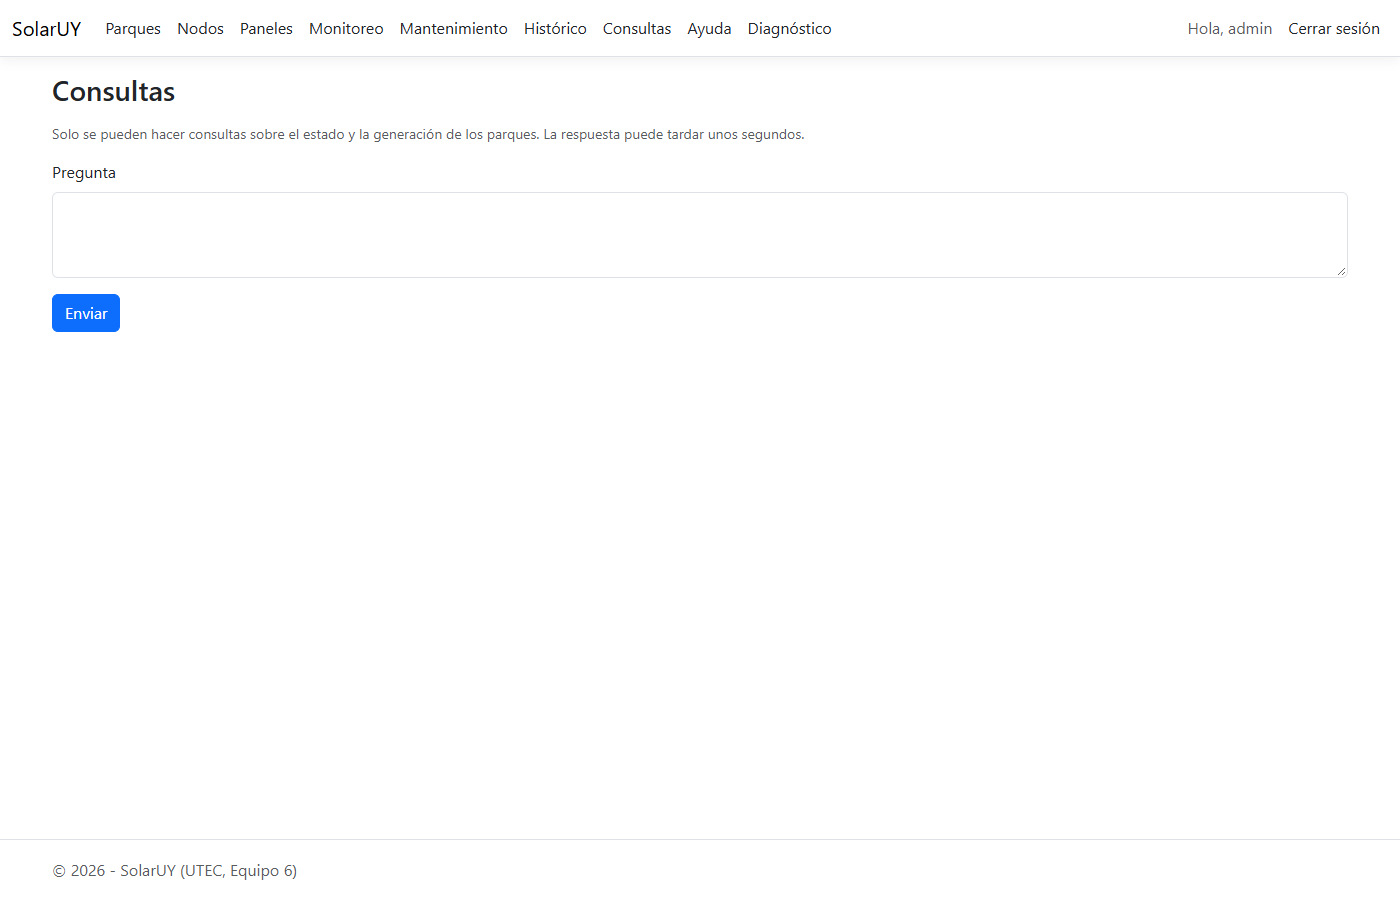 SolarUY Parques Nodos Paneles Monitoreo Mantenimiento Histórico Consultas Ayuda Diagnóstico Hola, admin Cerrar sesión
Consultas
Solo se pueden hacer consultas sobre el estado y la generación de los parques. La respuesta puede tardar unos segundos.
Pregunta
Enviar
© 2026 - SolarUY (UTEC, Equipo 6)